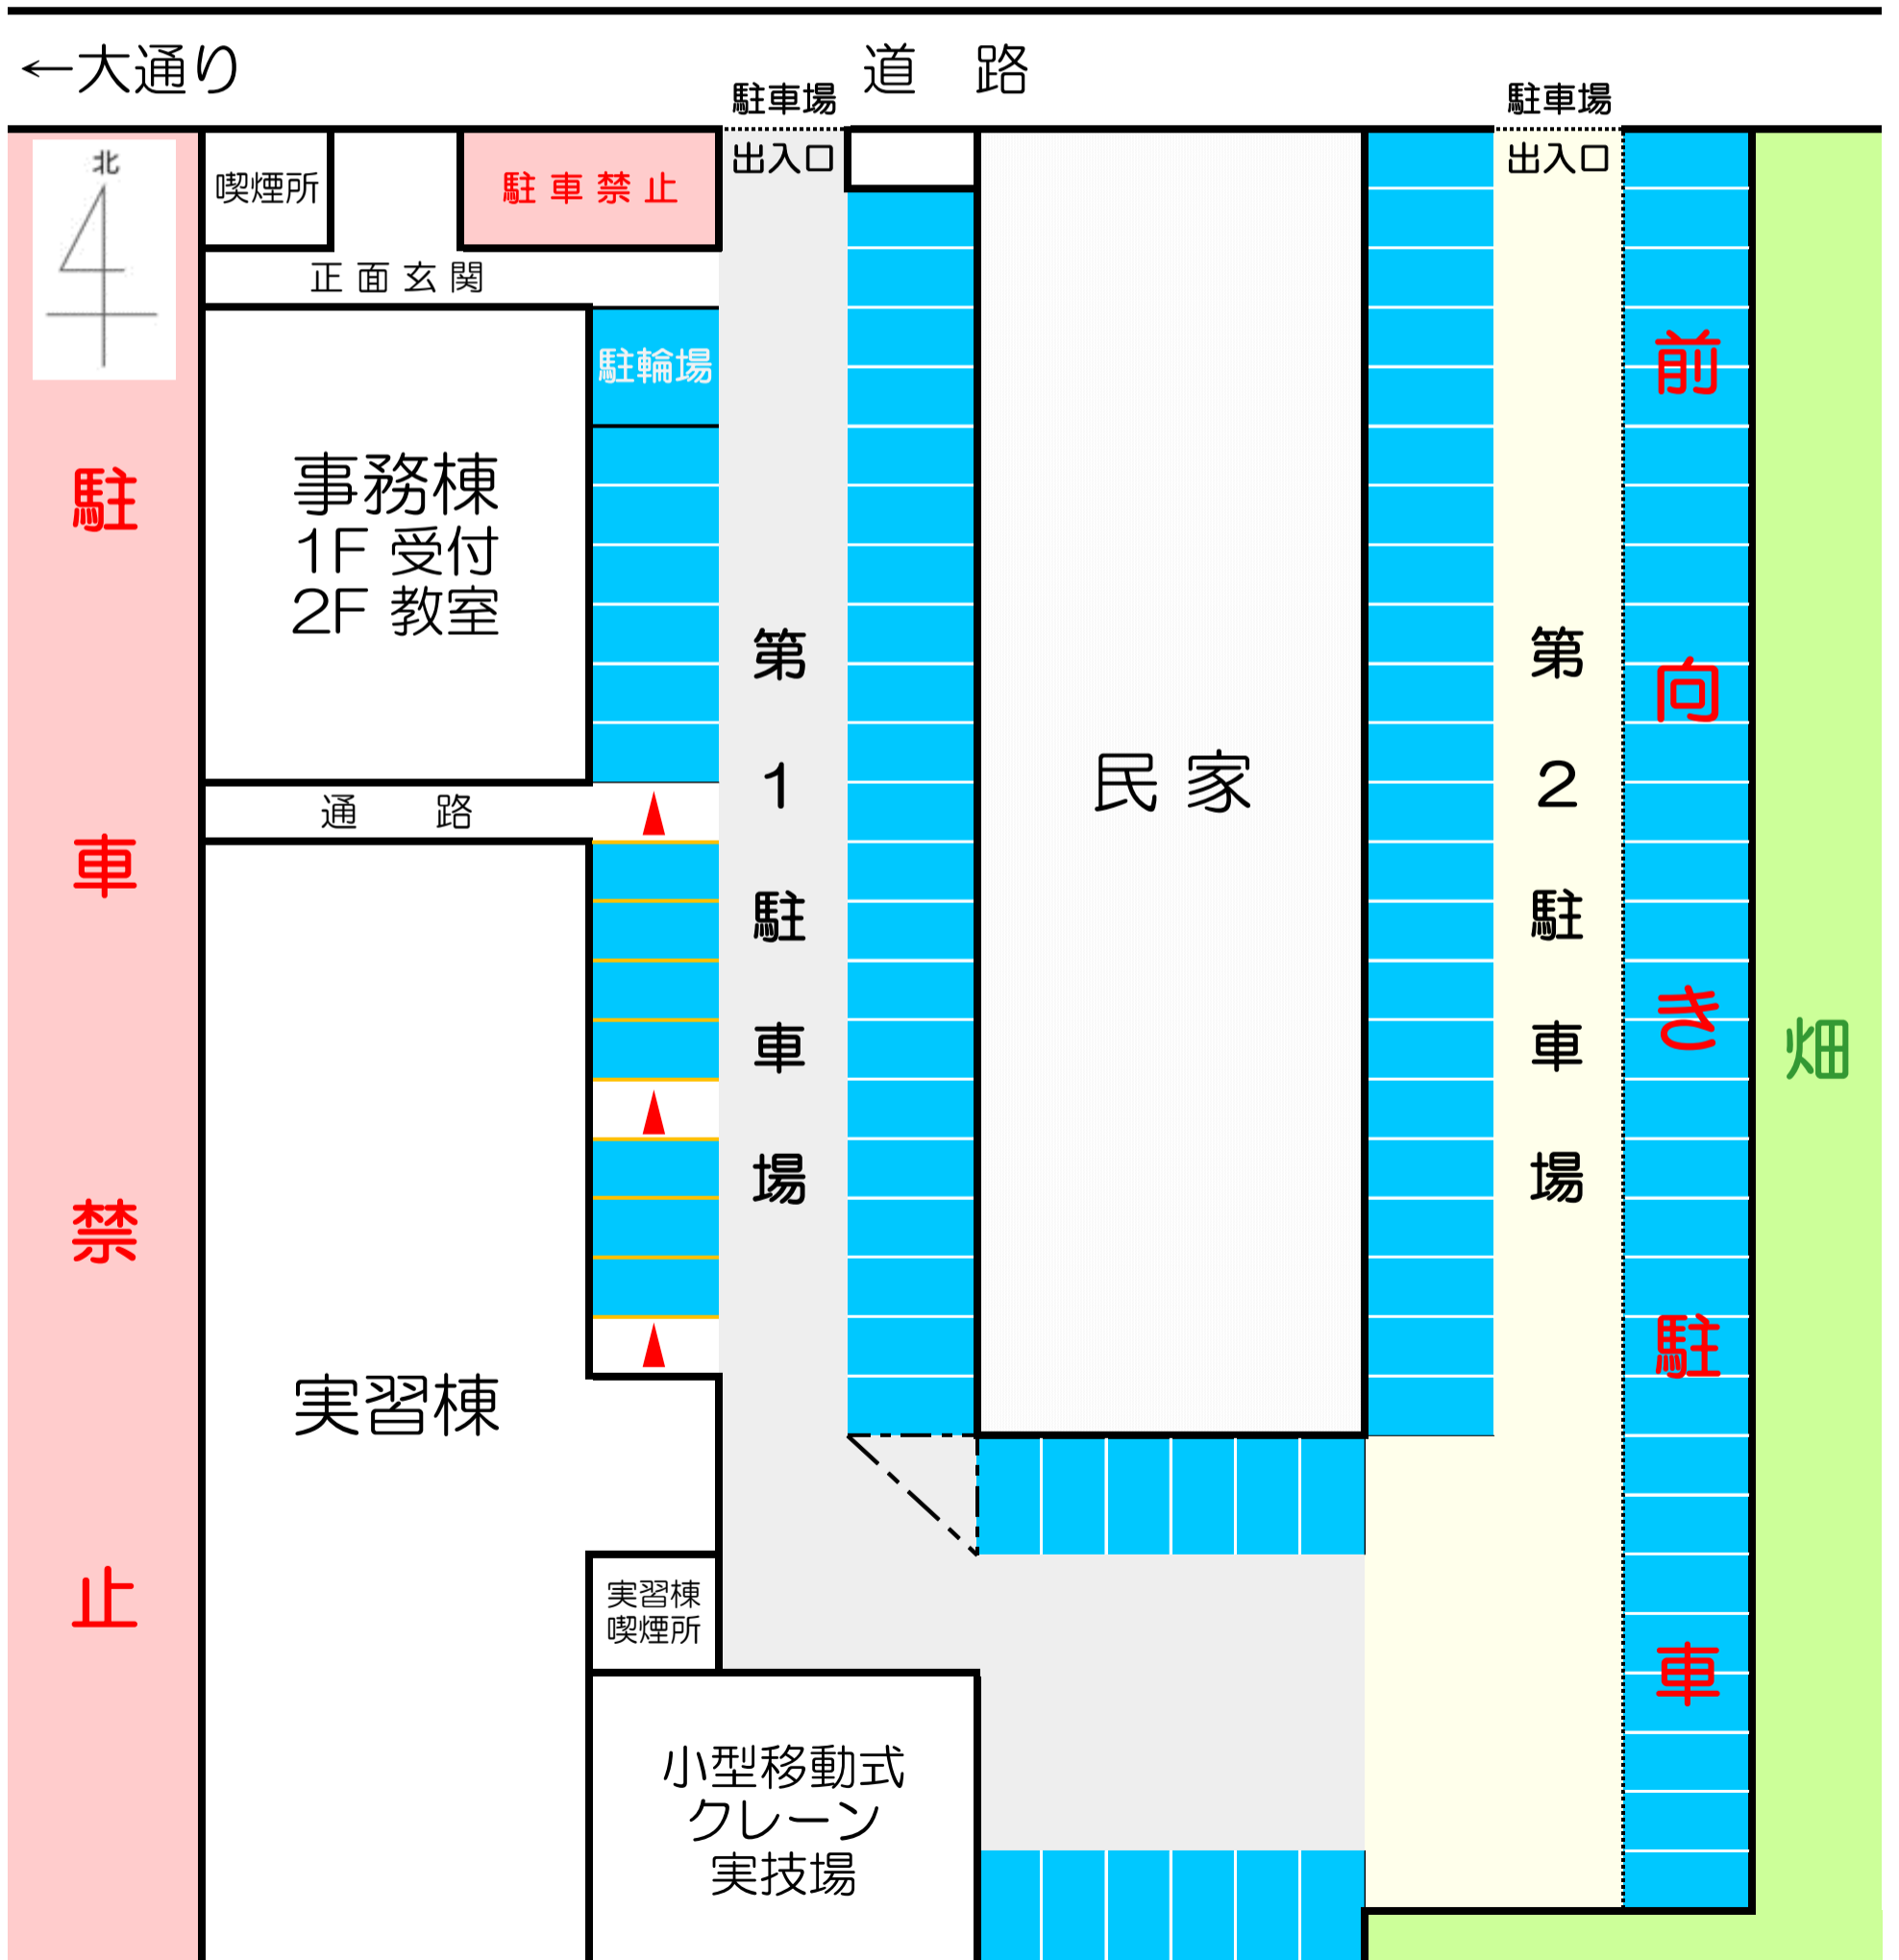 ←大通り
道 路
駐車場
出入口
駐車場
出入口
北
喫煙所
駐車禁止
正面玄関
駐輪場
事務棟
1F 受付
2F 教室
通 路
実習棟
実習棟
喫煙所
小型移動式
クレーン
実技場
駐車禁止
第1駐車場
民家
第2駐車場
前向き駐車
畑